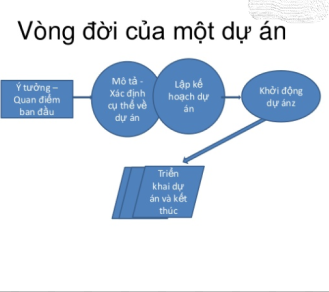 Vòng đời của một dự án
Ý tưởng –
Quan điểm
ban đầu
Mô tả -
Xác định
cụ thể về
dự án
Lập kế
hoạch dự
án
Khởi động
dự ánz
Triển
khai dự
án và kết
thúc